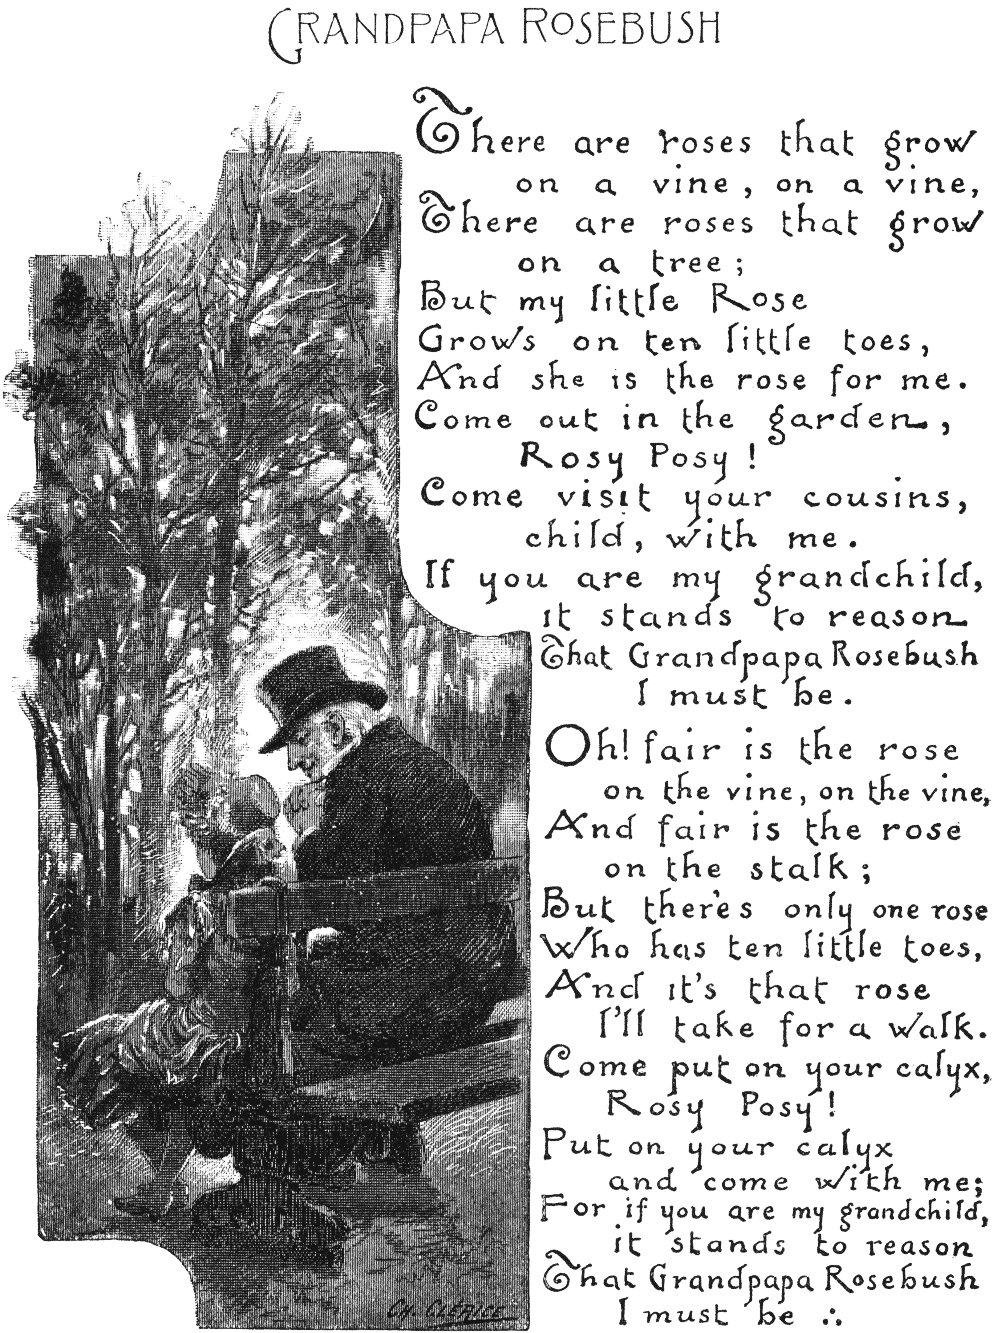 GRANDPAPA ROSEBUSH
There are roses that grow
on a vine, on a vine,
There are roses that grow
on a tree;
But my little Rose
Grows on ten little toes,
And she is the rose for me.
Come out in the garden,
Rosy Posy!
Come visit your cousins,
child, with me.
If you are my grandchild,
it stands to reason
That Grandpapa Rosebush
I must be.
Oh! fair is the rose
on the vine, on the vine,
And fair is the rose
on the stalk;
But there's only one rose
Who has ten little toes,
And it's that rose
I'll take for a walk.
Come put on your calyx,
Rosy Posy!
Put on your calyx
and come with me;
For if you are my grandchild,
it stands to reason
That Grandpapa Rosebush
I must be ∴
CH. CLÉRICE